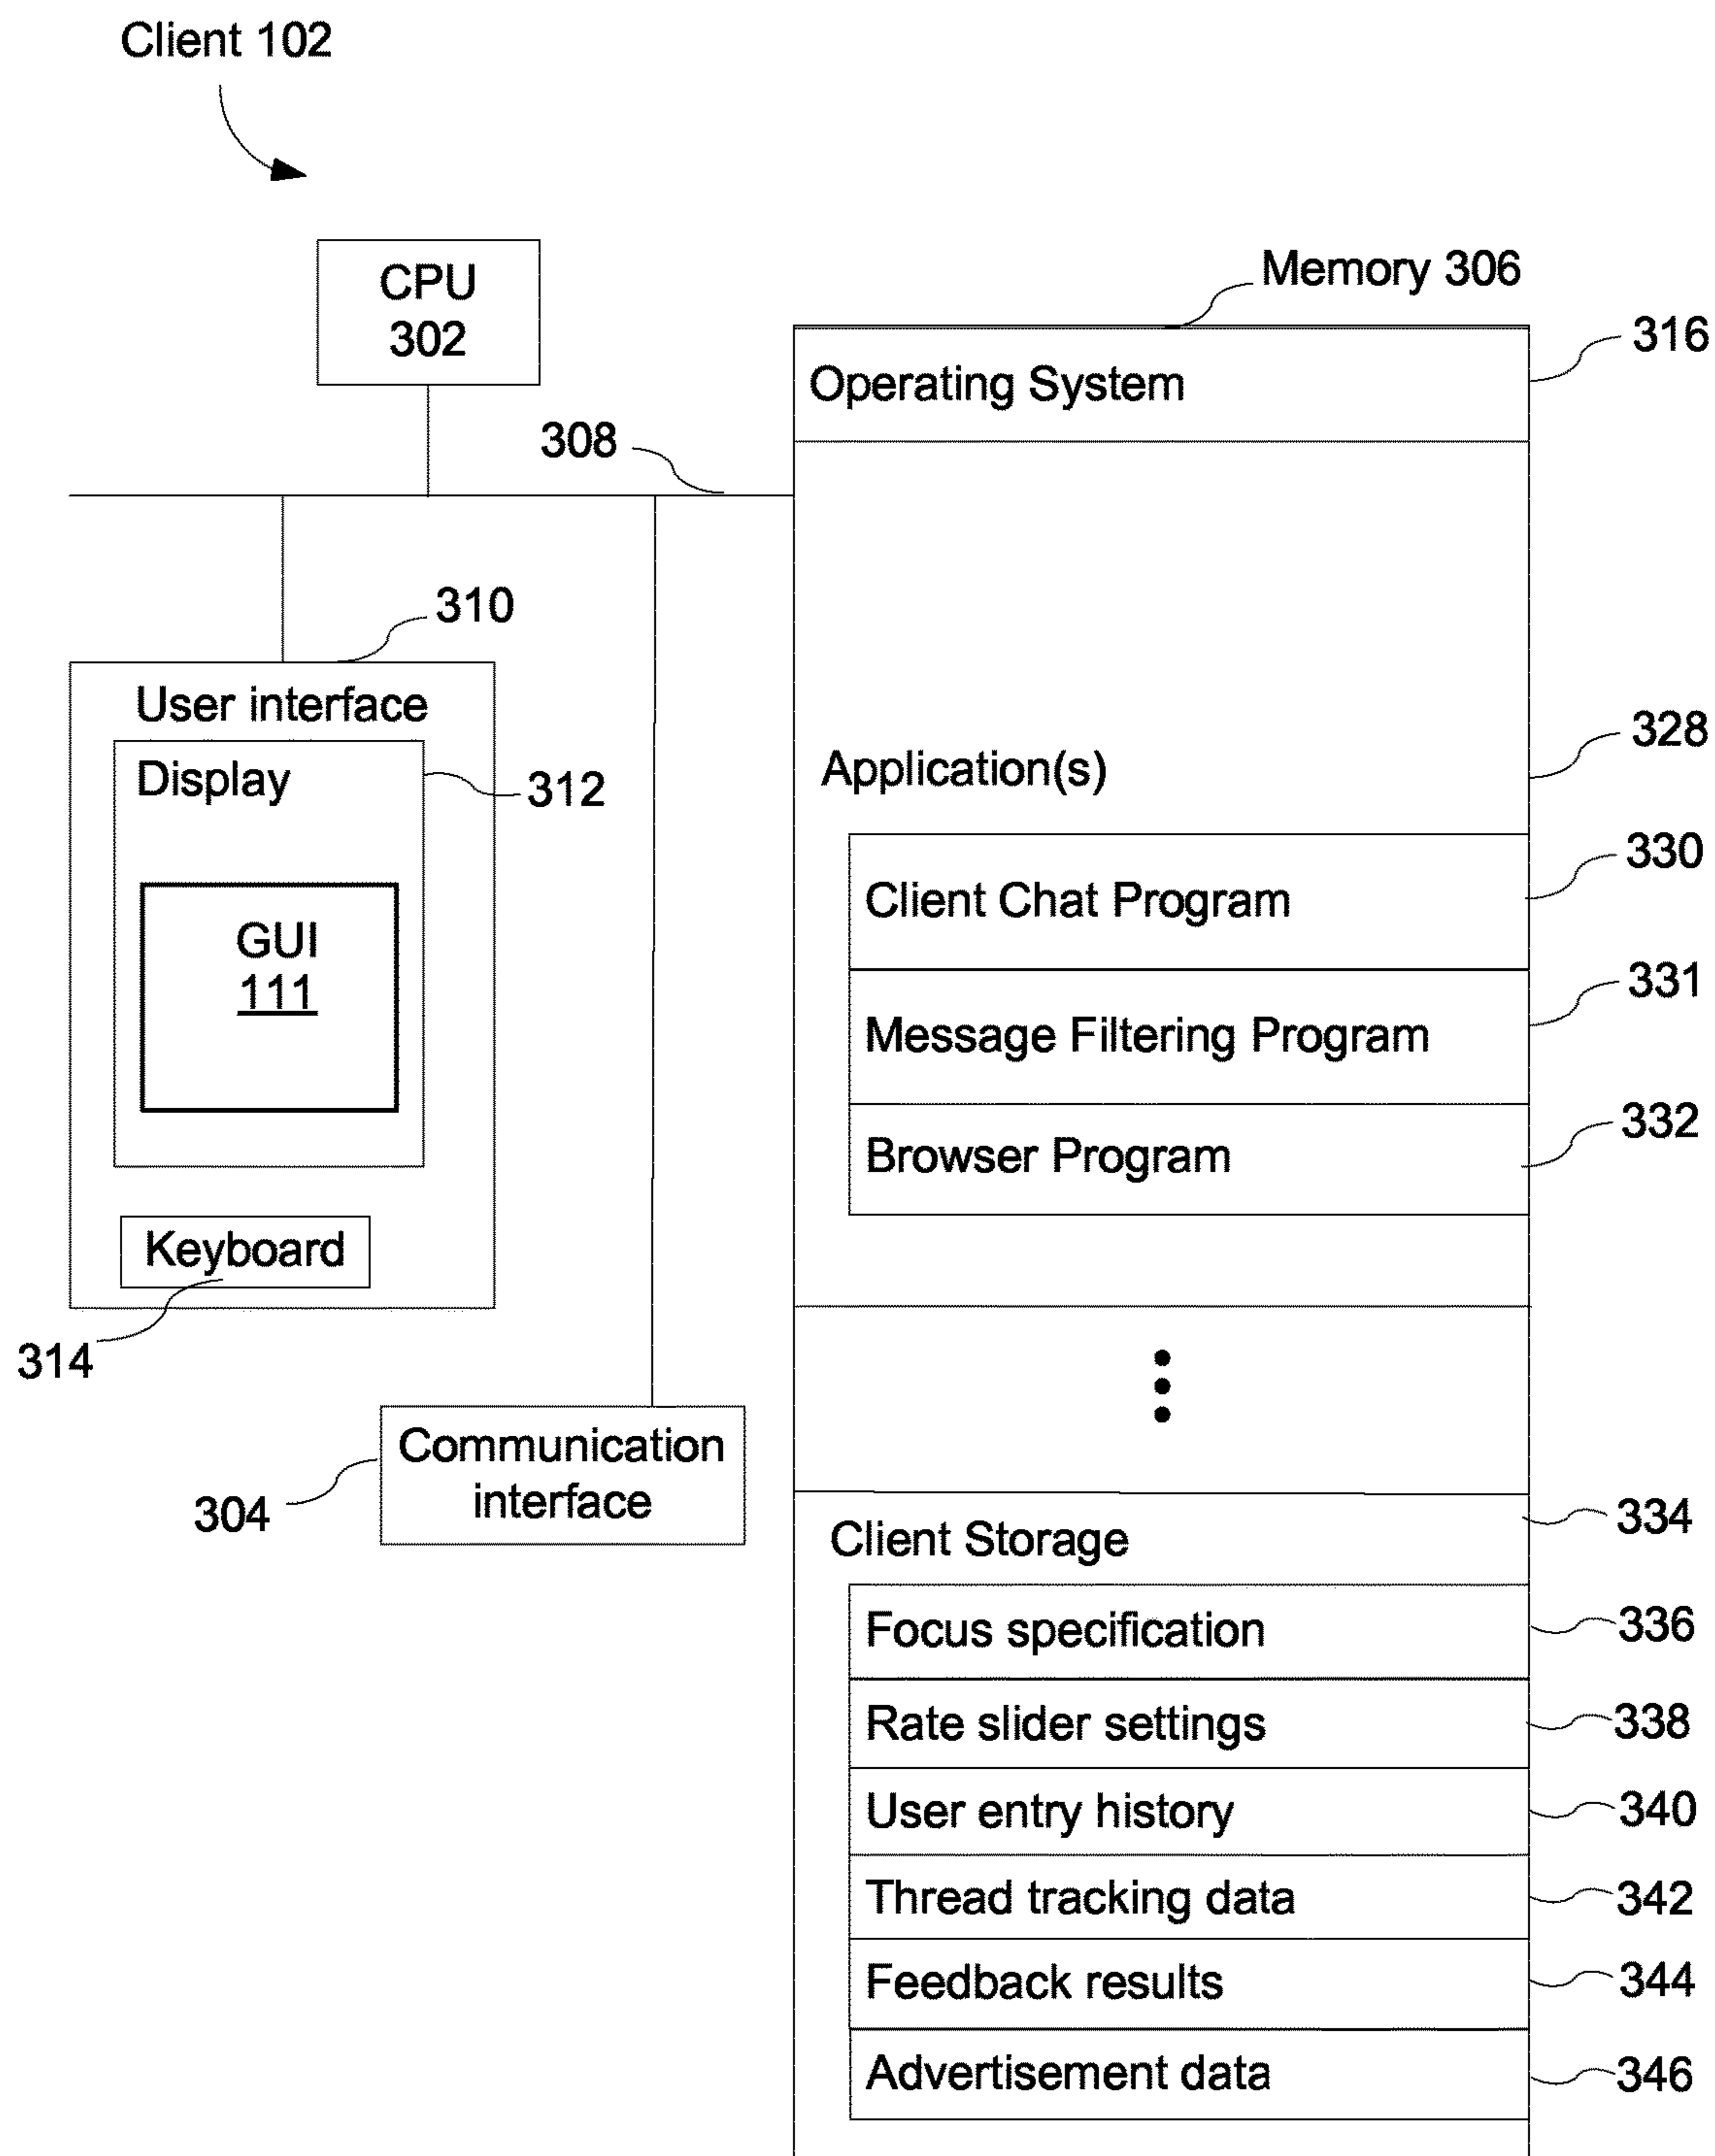 Client 102
CPU
302
Memory 306
316
Operating System
308
310
User interface
328
Display
312
Application(s)
330
Client Chat Program
GUI
111
331
Message Filtering Program
332
Browser Program
Keyboard
314
Communication
interface
304
334
Client Storage
Focus specification
336
Rate slider settings
338
User entry history
340
Thread tracking data
342
Feedback results
344
Advertisement data
346